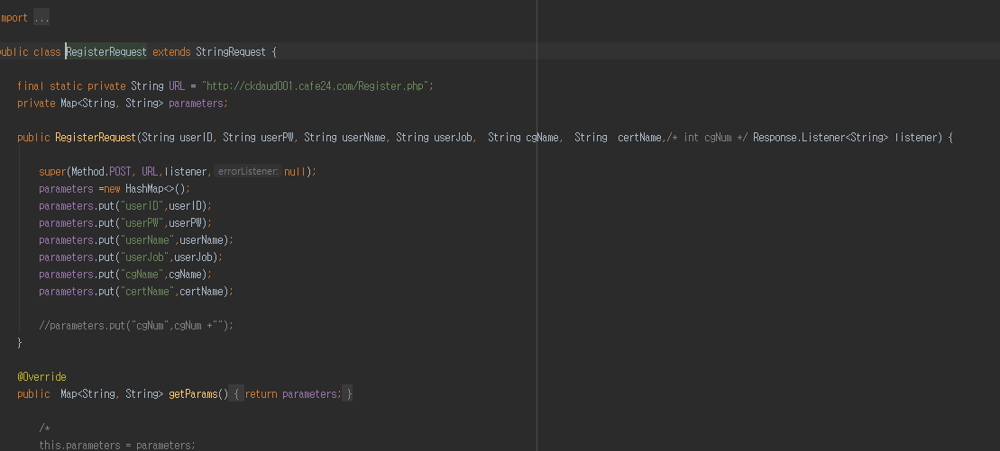 mport ...
ublic class RegisterRequest extends StringRequest {
final static private String URL = "http://ckdaud001.cafe24.com/Register.php";
private Map<String, String> parameters;
public RegisterRequest(String userID, String userPW, String userName, String userJob,  String cgName,  String  certName,/* int cgNum */ Response.Listener<String> listener) {
super(Method.POST, URL,listener, errorListener: null);
parameters =new HashMap<>();
parameters.put("userID",userID);
parameters.put("userPW",userPW);
parameters.put("userName",userName);
parameters.put("userJob",userJob);
parameters.put("cgName",cgName);
parameters.put("certName",certName);
//parameters.put("cgNum",cgNum +"");
}
@Override
public  Map<String, String> getParams() { return parameters; }
/*
this.parameters = parameters;